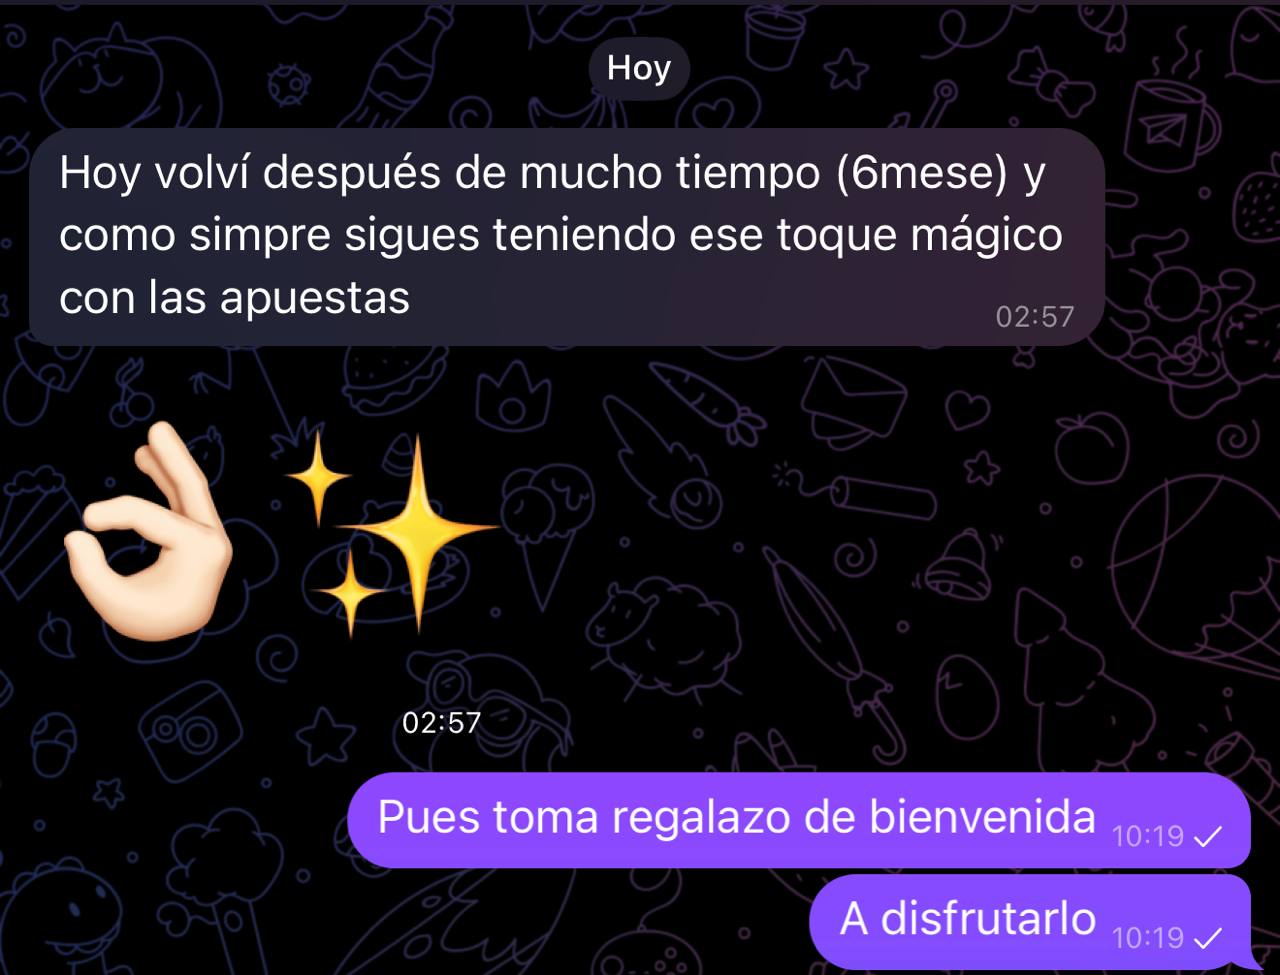 Hoy
Hoy volví después de mucho tiempo (6mese) y
como simpre sigues teniendo ese toque mágico
con las apuestas
02:57
👌🏻 ✨
02:57
Pues toma regalazo de bienvenida 10:19
A disfrutarlo 10:19